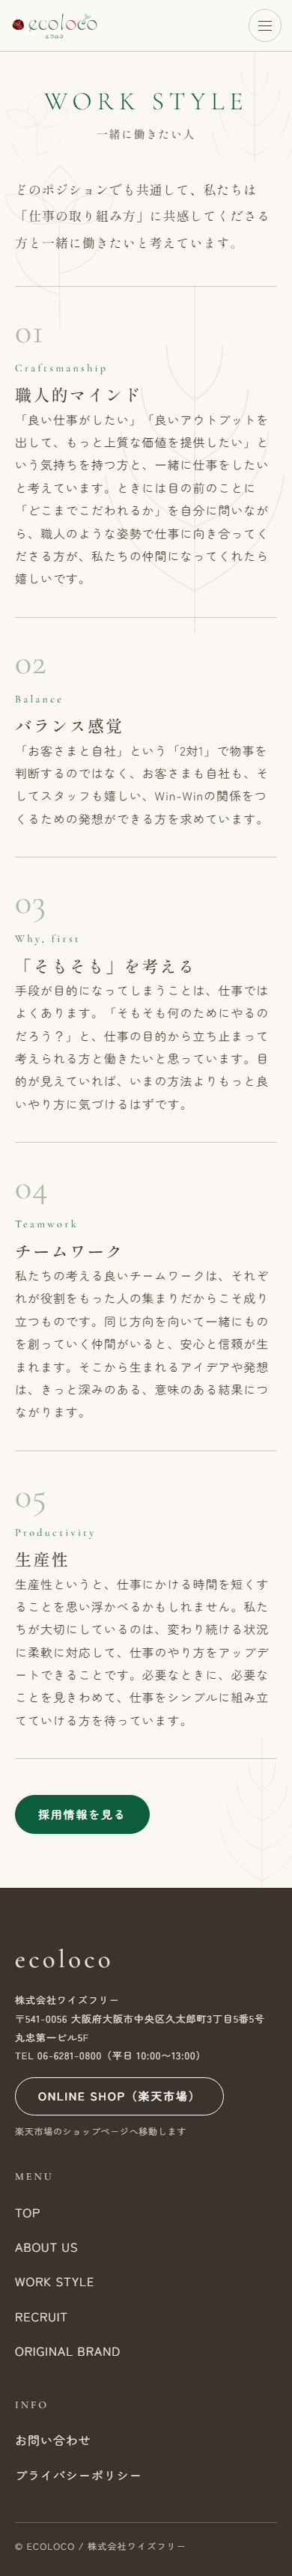 ecoloco
WORK STYLE
一緒に働きたい人
どのポジションでも共通して、私たちは
「仕事の取り組み方」に共感してくださる
方と一緒に働きたいと考えています。
01
Craftsmanship
職人的マインド
「良い仕事がしたい」「良いアウトプットを
出して、もっと上質な価値を提供したい」と
いう気持ちを持つ方と、一緒に仕事をしたい
と考えています。ときには目の前のことに
「どこまでこだわれるか」を自分に問いなが
ら、職人のような姿勢で仕事に向き合ってく
ださる方が、私たちの仲間になってくれたら
嬉しいです。
02
Balance
バランス感覚
「お客さまと自社」という「2対1」で物事を
判断するのではなく、お客さまも自社も、そ
してスタッフも嬉しい、Win-Winの関係をつ
くるための発想ができる方を求めています。
03
Why, first
「そもそも」を考える
手段が目的になってしまうことは、仕事では
よくあります。「そもそも何のためにやるの
だろう？」と、仕事の目的から立ち止まって
考えられる方と働きたいと思っています。目
的が見えていれば、いまの方法よりもっと良
いやり方に気づけるはずです。
04
Teamwork
チームワーク
私たちの考える良いチームワークは、それぞ
れが役割をもった人の集まりだからこそ成り
立つものです。同じ方向を向いて一緒にもの
を創っていく仲間がいると、安心と信頼が生
まれます。そこから生まれるアイデアや発想
は、きっと深みのある、意味のある結果につ
ながります。
05
Productivity
生産性
生産性というと、仕事にかける時間を短くす
ることを思い浮かべるかもしれません。私た
ちが大切にしているのは、変わり続ける状況
に柔軟に対応して、仕事のやり方をアップデ
ートできることです。必要なときに、必要な
ことを見きわめて、仕事をシンプルに組み立
てていける方を待っています。
採用情報を見る
ecoloco
株式会社ワイズフリー
〒541-0056 大阪府大阪市中央区久太郎町3丁目5番5号
丸忠第一ビル5F
TEL 06-6281-0800（平日 10:00〜13:00）
ONLINE SHOP（楽天市場）
楽天市場のショップページへ移動します
MENU
TOP
ABOUT US
WORK STYLE
RECRUIT
ORIGINAL BRAND
INFO
お問い合わせ
プライバシーポリシー
© ECOLOCO / 株式会社ワイズフリー